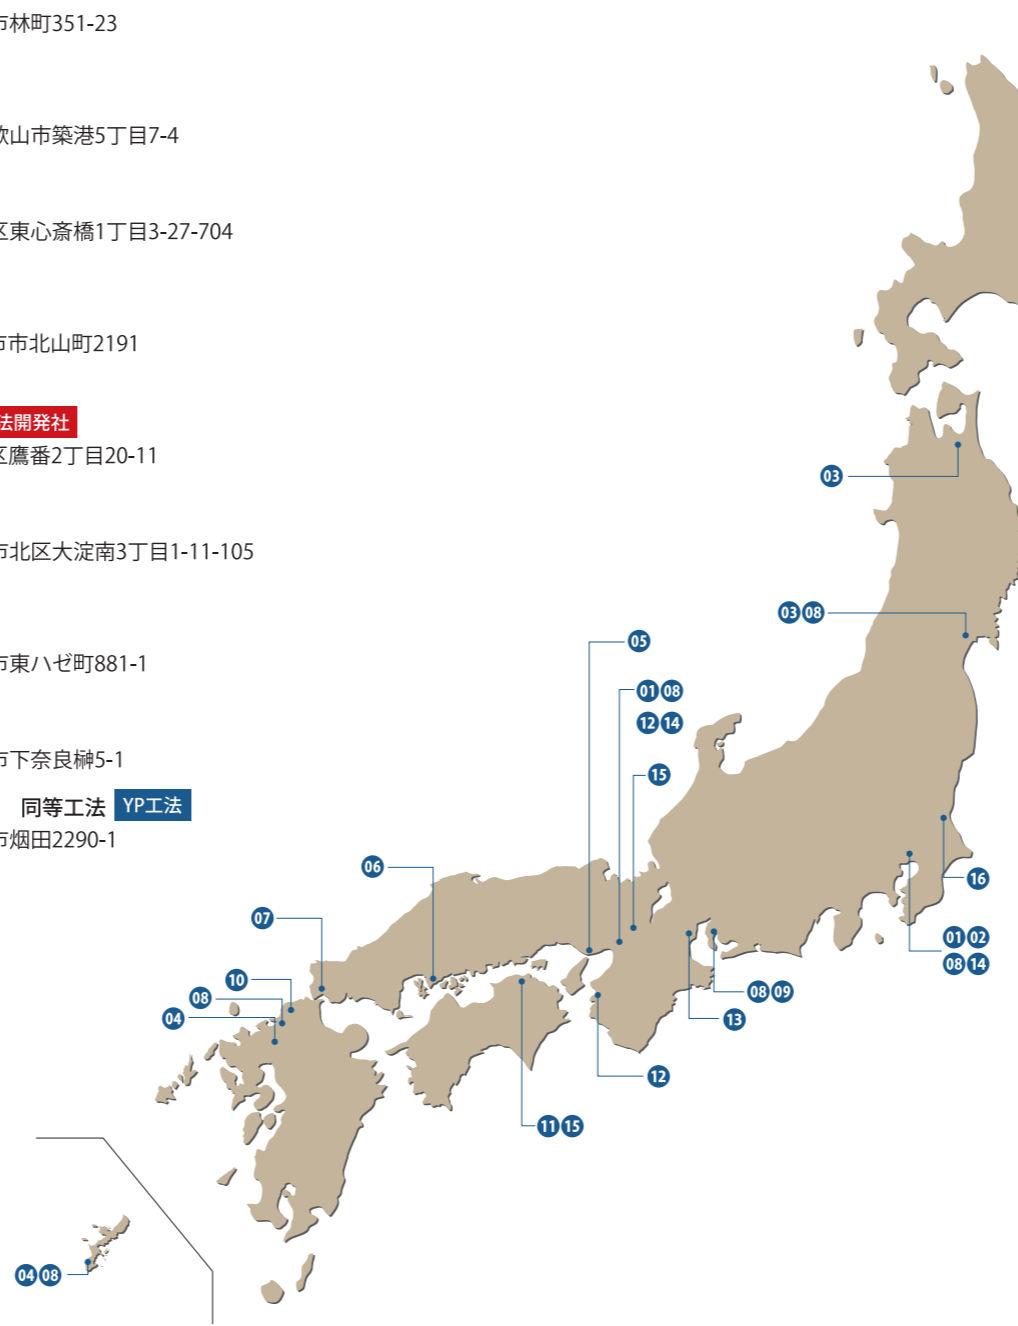 市林町351-23
歌山市築港5丁目7-4
区東心斎橋1丁目3-27-704
市市北山町2191
法開発社
区鷹番2丁目20-11
市北区大淀南3丁目1-11-105
市東ハゼ町881-1
市下奈良榊5-1
同等工法 YP工法
市烟田2290-1
03
03 08
05
01 08
12 14
15
06
16
07
01 02
08 14
10
08
04
08 09
13
12
11 15
04 08